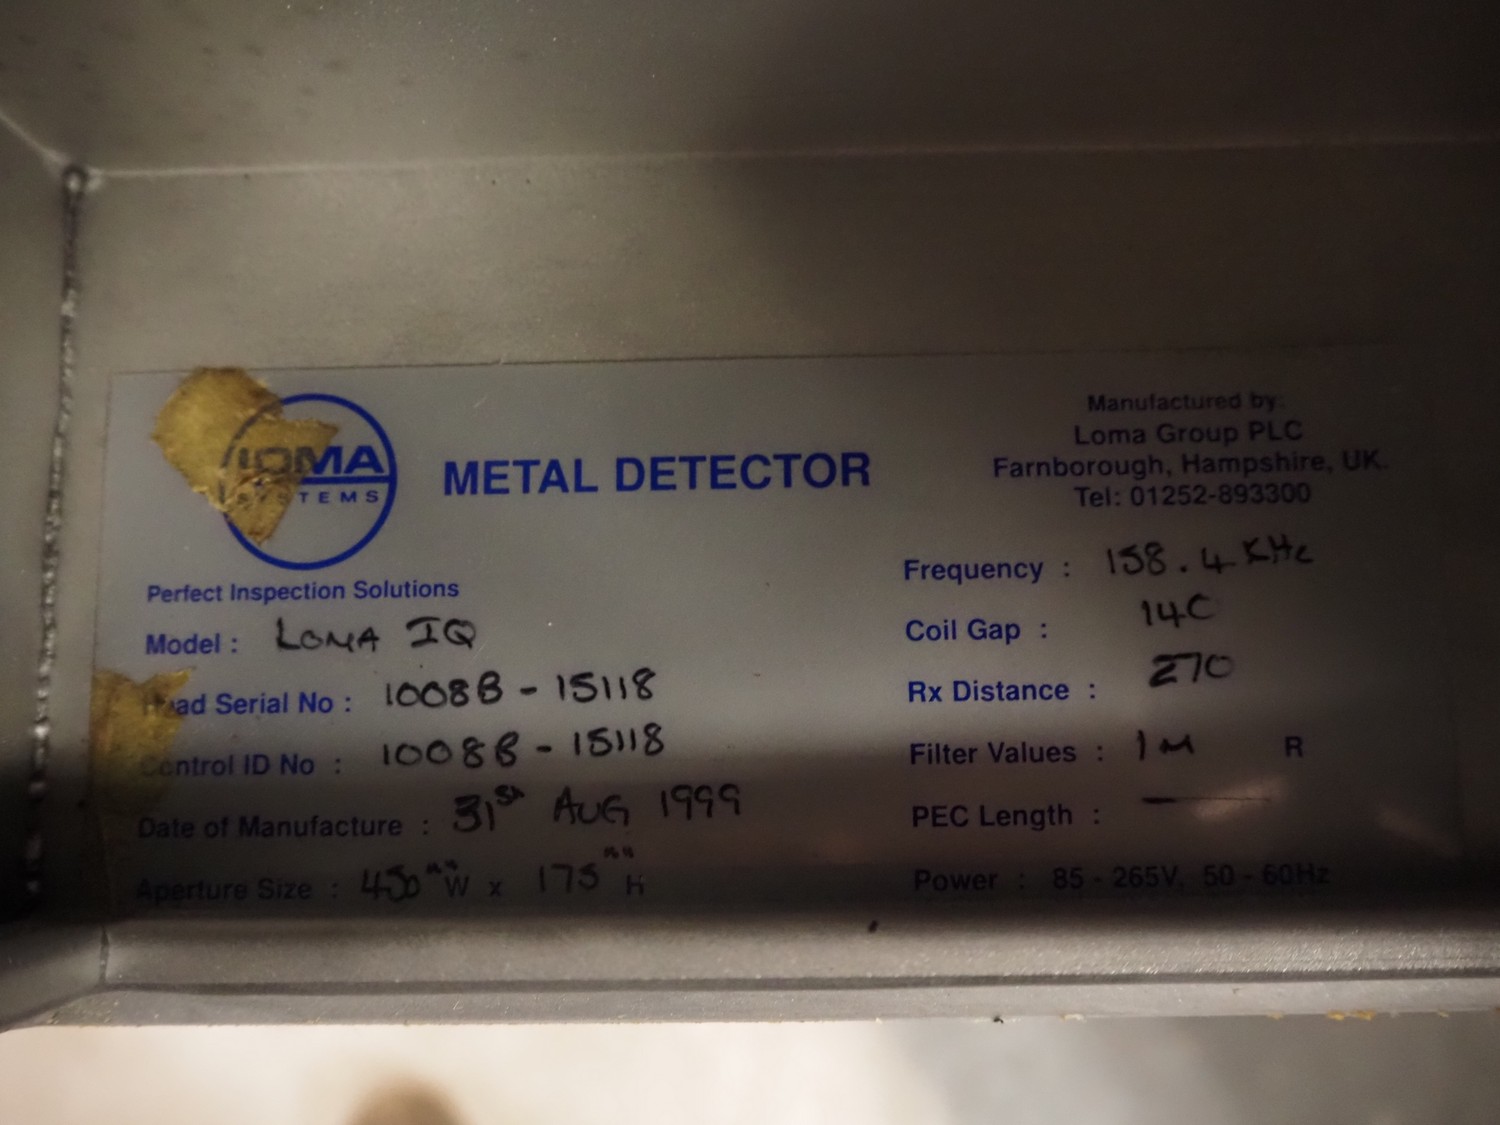 LOMA
SYSTEMS
METAL DETECTOR
Manufactured by:
Loma Group PLC
Farnborough, Hampshire, UK.
Tel: 01252-893300
Perfect Inspection Solutions
Model : LOMA IQ
Head Serial No : 10088-15118
Control ID No : 10088-15118
Date of Manufacture : 31st AUG 1999
Aperture Size : 450mm W x 175mm H
Frequency : 158.4 KHz
Coil Gap : 140
Rx Distance : 270
Filter Values : 1M R
PEC Length : —
Power : 85 - 265V, 50 - 60Hz